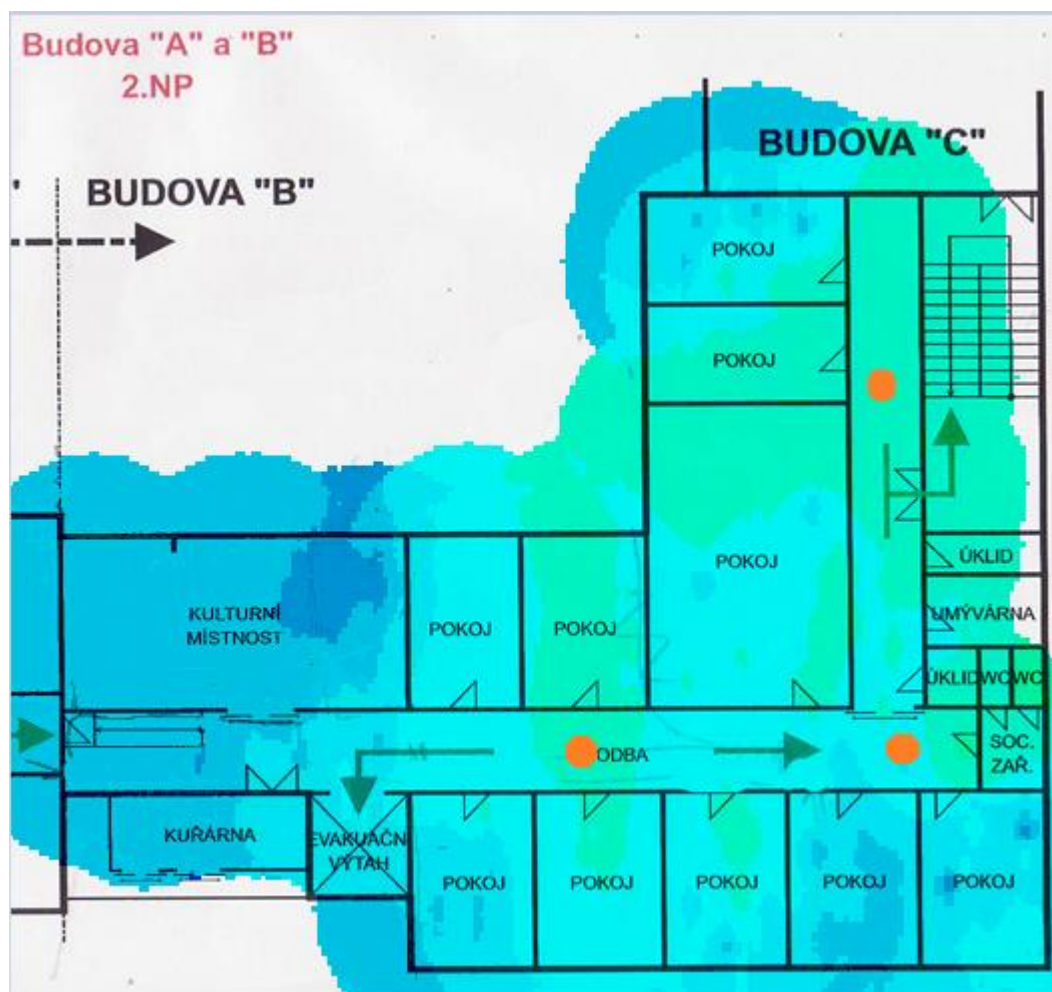 Budova "A" a "B"
2.NP
BUDOVA "C"
BUDOVA "B"
POKOJ
POKOJ
POKOJ
ÚKLID
UMÝVÁRNA
KULTURNÍ
MÍSTNOST
POKOJ
POKOJ
ÚKLID
WC
WC
ODBA
SOC.
ZAŘ.
KUŘÁRNA
EVAKUAČN
VÝTAH
POKOJ
POKOJ
POKOJ
POKOJ
POKOJ